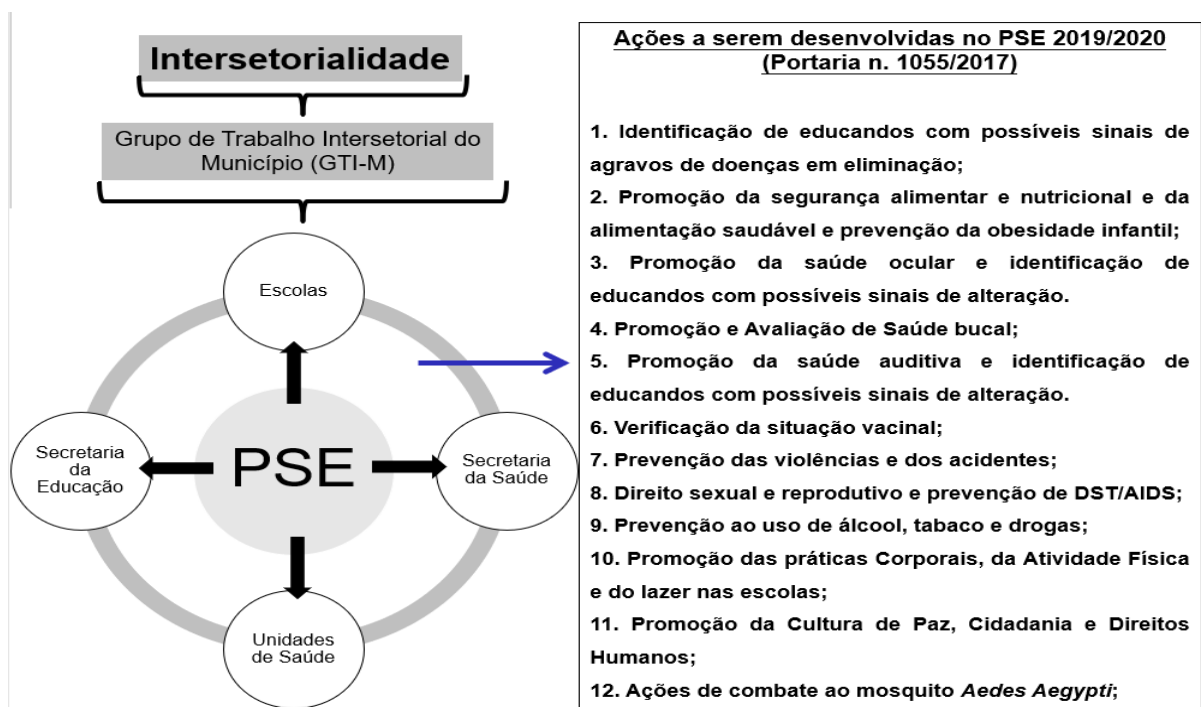 Intersetorialidade
Grupo de Trabalho Intersetorial do
Município (GTI-M)
Escolas
Secretaria
da
Educação
PSE
Secretaria
da Saúde
Unidades
de Saúde
Ações a serem desenvolvidas no PSE 2019/2020
(Portaria n. 1055/2017)
1. Identificação de educandos com possíveis sinais de
agravos de doenças em eliminação;
2. Promoção da segurança alimentar e nutricional e da
alimentação saudável e prevenção da obesidade infantil;
3. Promoção da saúde ocular e identificação de
educandos com possíveis sinais de alteração.
4. Promoção e Avaliação de Saúde bucal;
5. Promoção da saúde auditiva e identificação de
educandos com possíveis sinais de alteração.
6. Verificação da situação vacinal;
7. Prevenção das violências e dos acidentes;
8. Direito sexual e reprodutivo e prevenção de DST/AIDS;
9. Prevenção ao uso de álcool, tabaco e drogas;
10. Promoção das práticas Corporais, da Atividade Física
e do lazer nas escolas;
11. Promoção da Cultura de Paz, Cidadania e Direitos
Humanos;
12. Ações de combate ao mosquito Aedes Aegypti;